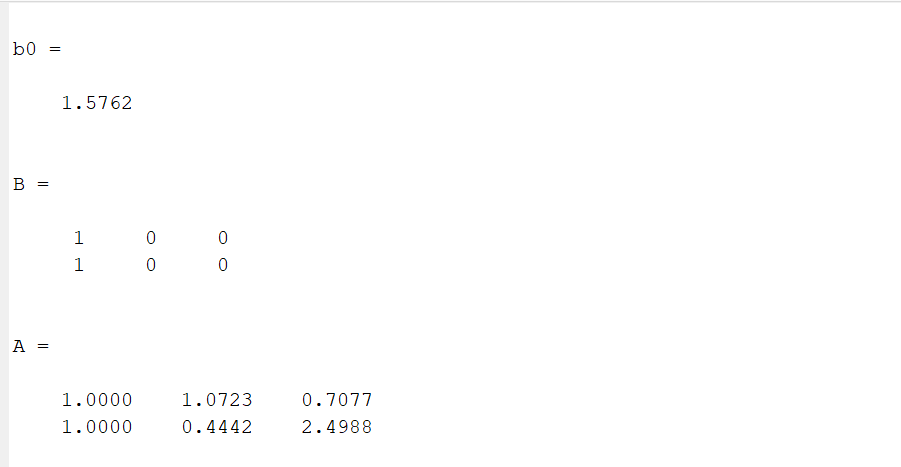 b0 =
1.5762
B =
1 0 0
1 0 0
A =
1.0000 1.0723 0.7077
1.0000 0.4442 2.4988